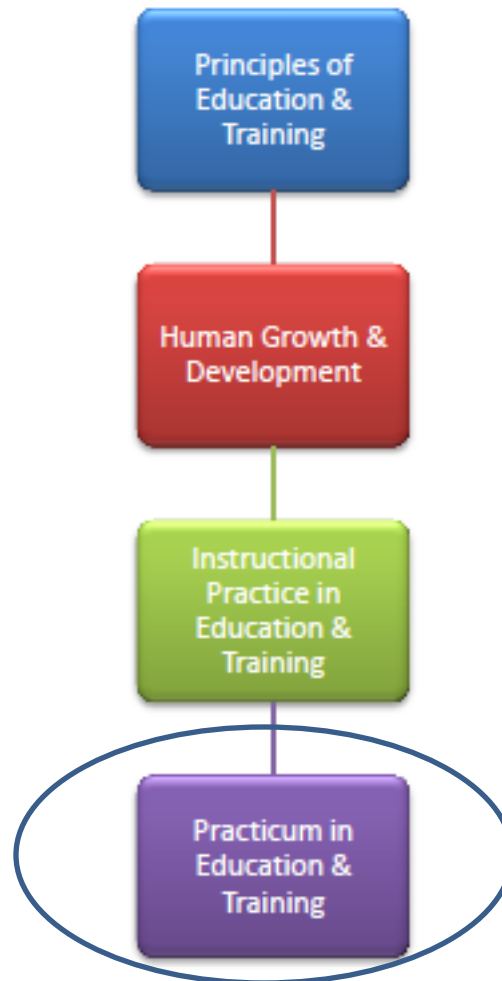 Principles of
Education &
Training
Human Growth &
Development
Instructional
Practice in
Education &
Training
Practicum in
Education &
Training